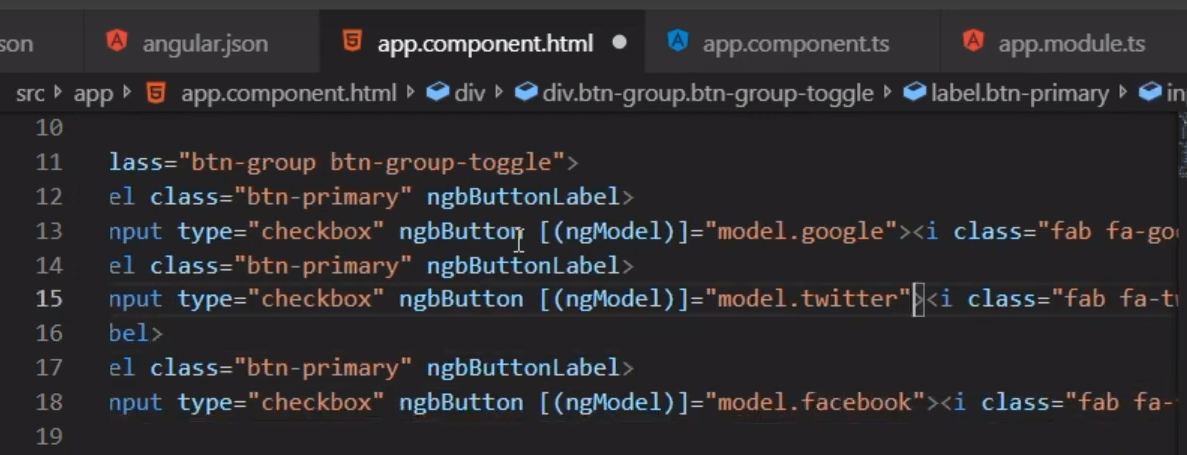 son angular.json app.component.html app.component.ts app.module.ts
src app app.component.html div div.btn-group.btn-group-toggle label.btn-primary in
10
11 lass="btn-group btn-group-toggle">
12 el class="btn-primary" ngbButtonLabel>
13 nput type="checkbox" ngbButton [(ngModel)]="model.google"><i class="fab fa-go
14 el class="btn-primary" ngbButtonLabel>
15 nput type="checkbox" ngbButton [(ngModel)]="model.twitter"><i class="fab fa-tw
16 bel>
17 el class="btn-primary" ngbButtonLabel>
18 nput type="checkbox" ngbButton [(ngModel)]="model.facebook"><i class="fab fa-
19